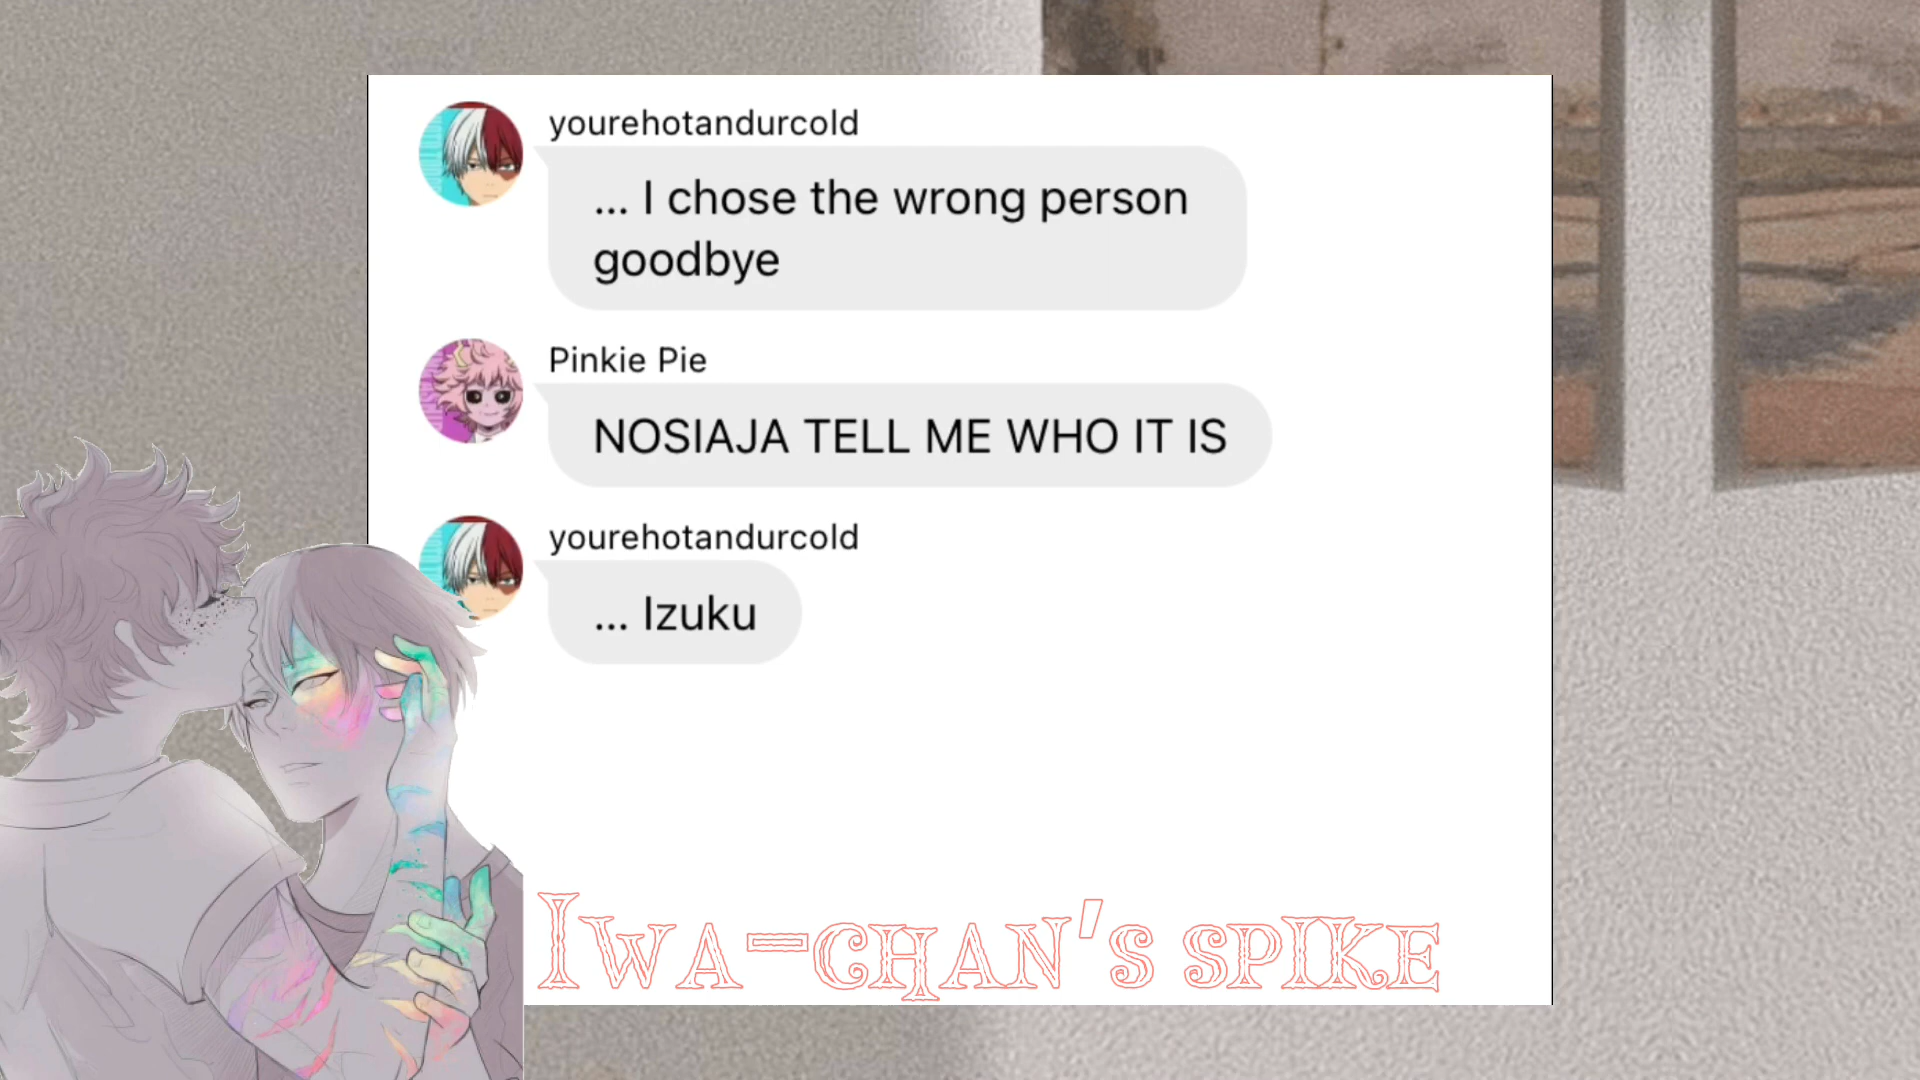 yourehotandurcold
... I chose the wrong person
goodbye
Pinkie Pie
NOSIAJA TELL ME WHO IT IS
yourehotandurcold
... Izuku
Iwa-chan's spike